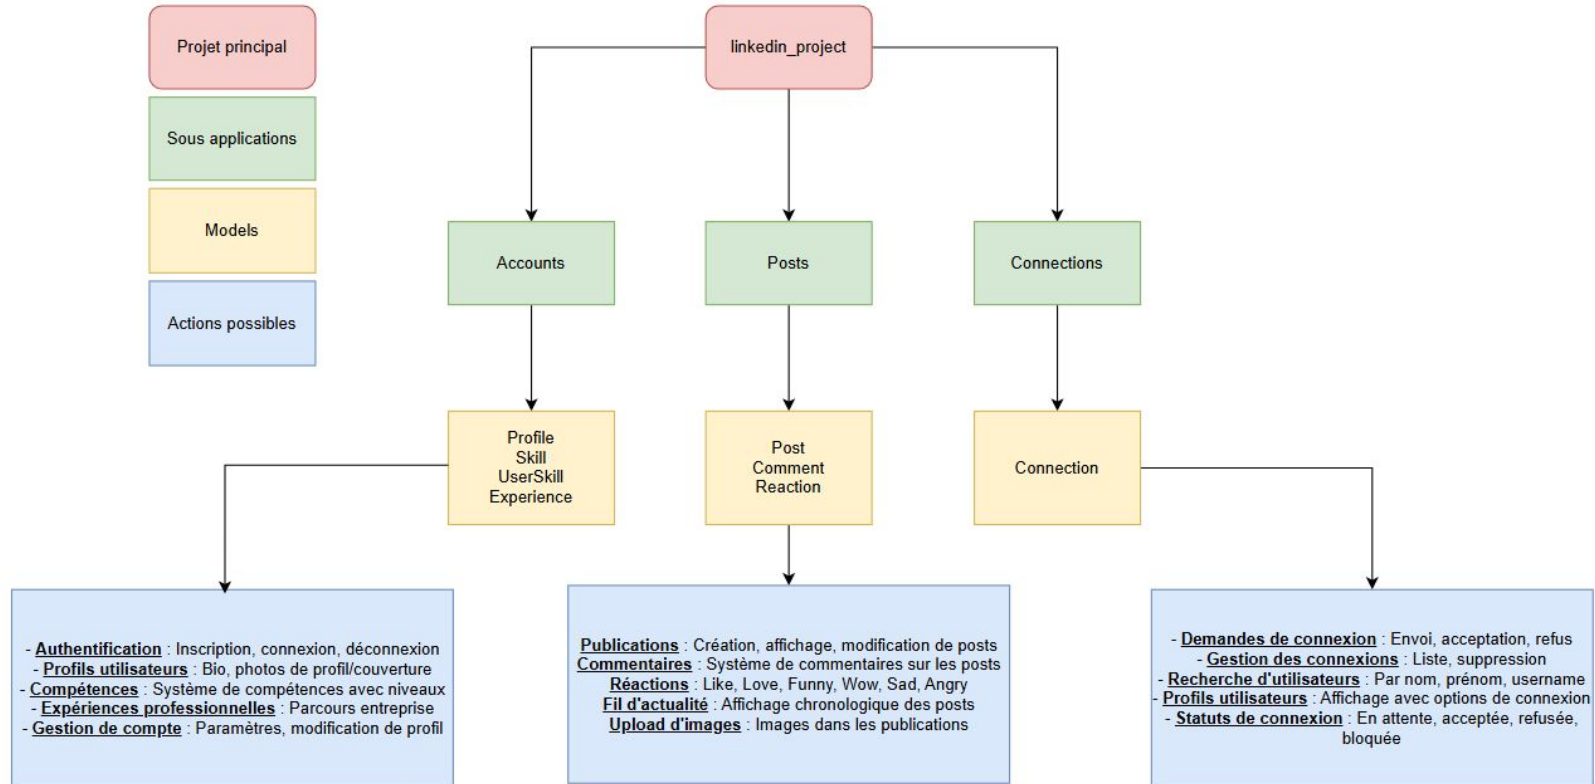 Projet principal
linkedin_project
Sous applications
Models
Accounts
Posts
Connections
Actions possibles
Profile
Skill
UserSkill
Experience
Post
Comment
Reaction
Connection
- Authentification : Inscription, connexion, déconnexion
- Profils utilisateurs : Bio, photos de profil/couverture
- Compétences : Système de compétences avec niveaux
- Expériences professionnelles : Parcours entreprise
- Gestion de compte : Paramètres, modification de profil
Publications : Création, affichage, modification de posts
Commentaires : Système de commentaires sur les posts
Réactions : Like, Love, Funny, Wow, Sad, Angry
Fil d'actualité : Affichage chronologique des posts
Upload d'images : Images dans les publications
- Demandes de connexion : Envoi, acceptation, refus
- Gestion des connexions : Liste, suppression
- Recherche d'utilisateurs : Par nom, prénom, username
- Profils utilisateurs : Affichage avec options de connexion
- Statuts de connexion : En attente, acceptée, refusée,
bloquée